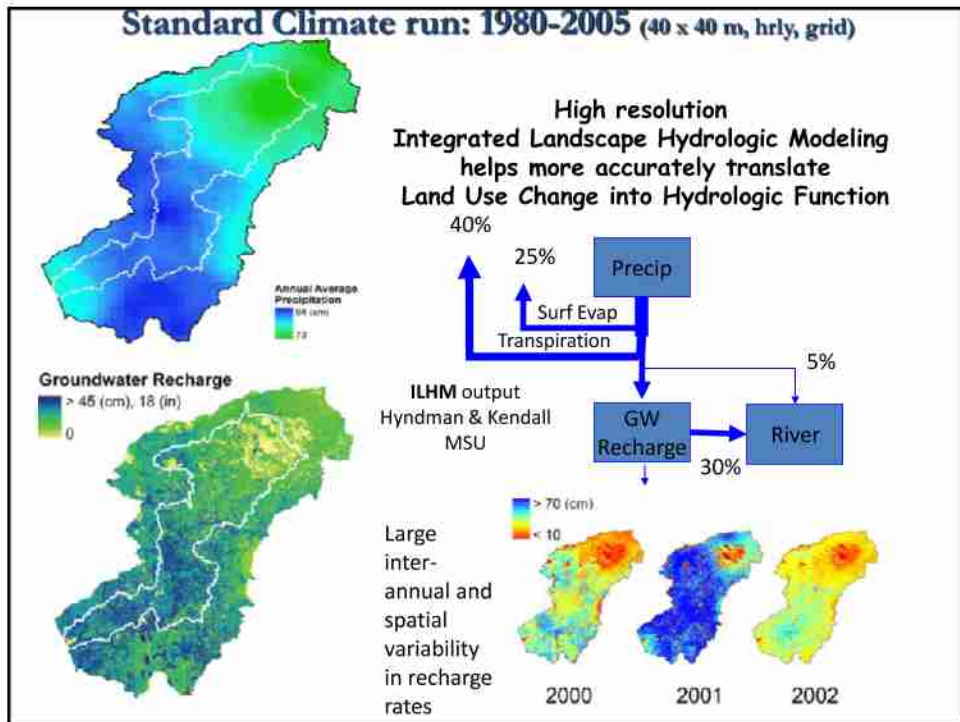 Standard Climate run: 1980-2005 (40 x 40 m, hrly, grid)
High resolution
Integrated Landscape Hydrologic Modeling
helps more accurately translate
Land Use Change into Hydrologic Function
40%
25%
Precip
Surf Evap
Transpiration
5%
Annual Average
Precipitation
(cm)
Groundwater Recharge
> 45 (cm), 18 (in)
0
ILHM output
Hyndman & Kendall
MSU
GW
Recharge
River
30%
> 70 (cm)
< 10
Large
inter-
annual and
spatial
variability
in recharge
rates
2000
2001
2002